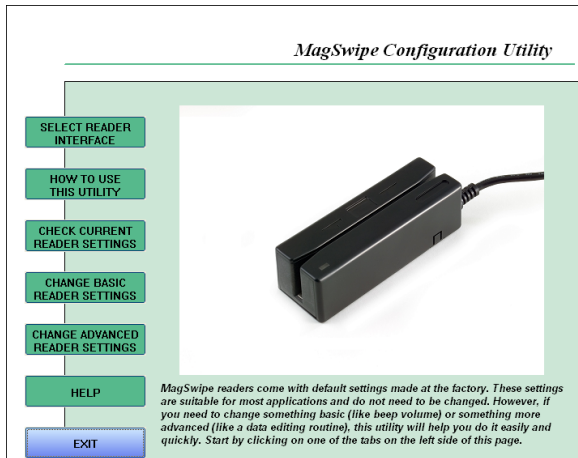 MagSwipe Configuration Utility
SELECT READER
INTERFACE
HOW TO USE
THIS UTILITY
CHECK CURRENT
READER SETTINGS
CHANGE BASIC
READER SETTINGS
CHANGE ADVANCED
READER SETTINGS
HELP
EXIT
MagSwipe readers come with default settings made at the factory. These settings
are suitable for most applications and do not need to be changed. However, if
you need to change something basic (like beep volume) or something more
advanced (like a data editing routine), this utility will help you do it easily and
quickly. Start by clicking on one of the tabs on the left side of this page.